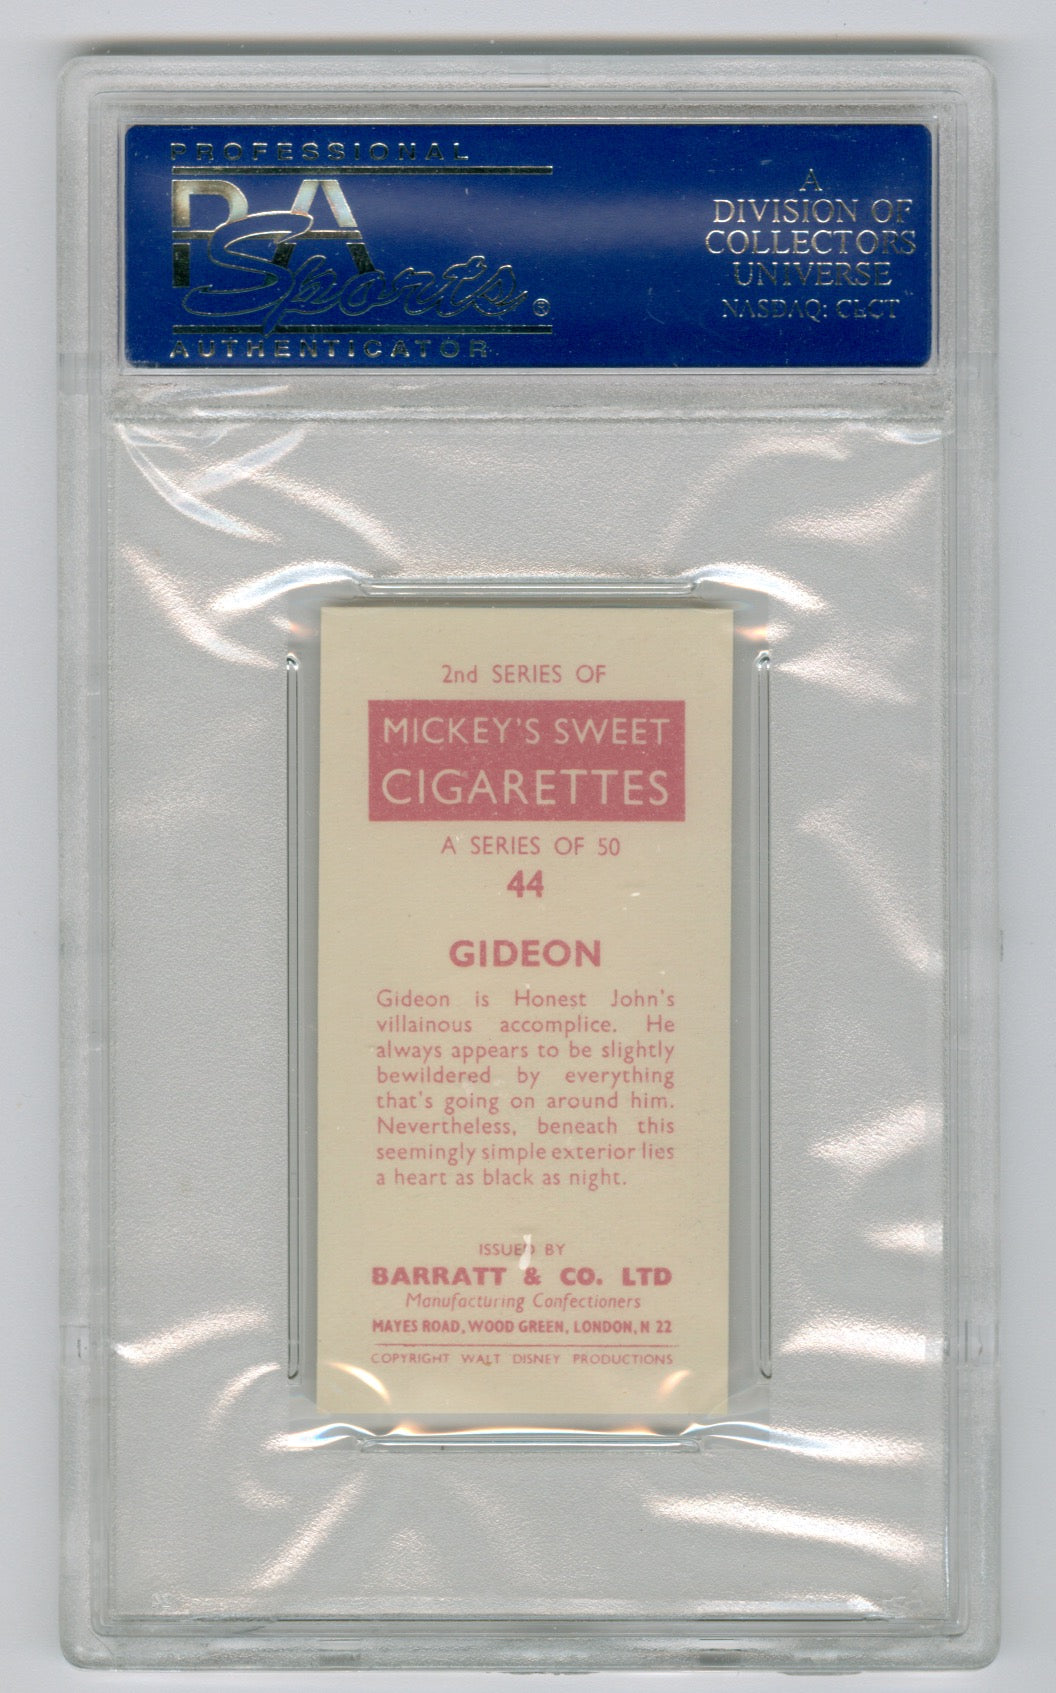 PROFESSIONAL
PSA
Sports®
AUTHENTICATOR
A
DIVISION OF
COLLECTORS
UNIVERSE
NASDAQ: CLCT
2nd SERIES OF
MICKEY'S SWEET
CIGARETTES
A SERIES OF 50
44
GIDEON
Gideon is Honest John's
villainous accomplice. He
always appears to be slightly
bewildered by everything
that's going on around him.
Nevertheless, beneath this
seemingly simple exterior lies
a heart as black as night.
ISSUED BY
BARRATT & CO. LTD
Manufacturing Confectioners
MAYES ROAD, WOOD GREEN, LONDON, N 22
COPYRIGHT WALT DISNEY PRODUCTIONS